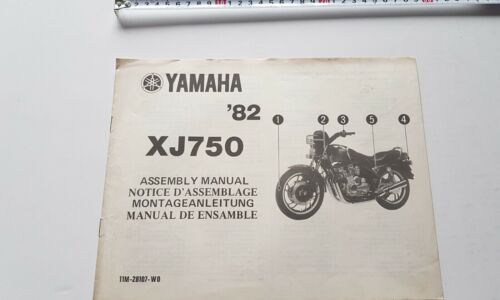 YAMAHA
'82
XJ750
1 2 3 5 4
ASSEMBLY MANUAL
NOTICE D'ASSEMBLAGE
MONTAGEANLEITUNG
MANUAL DE ENSAMBLE
11M-28107-W0